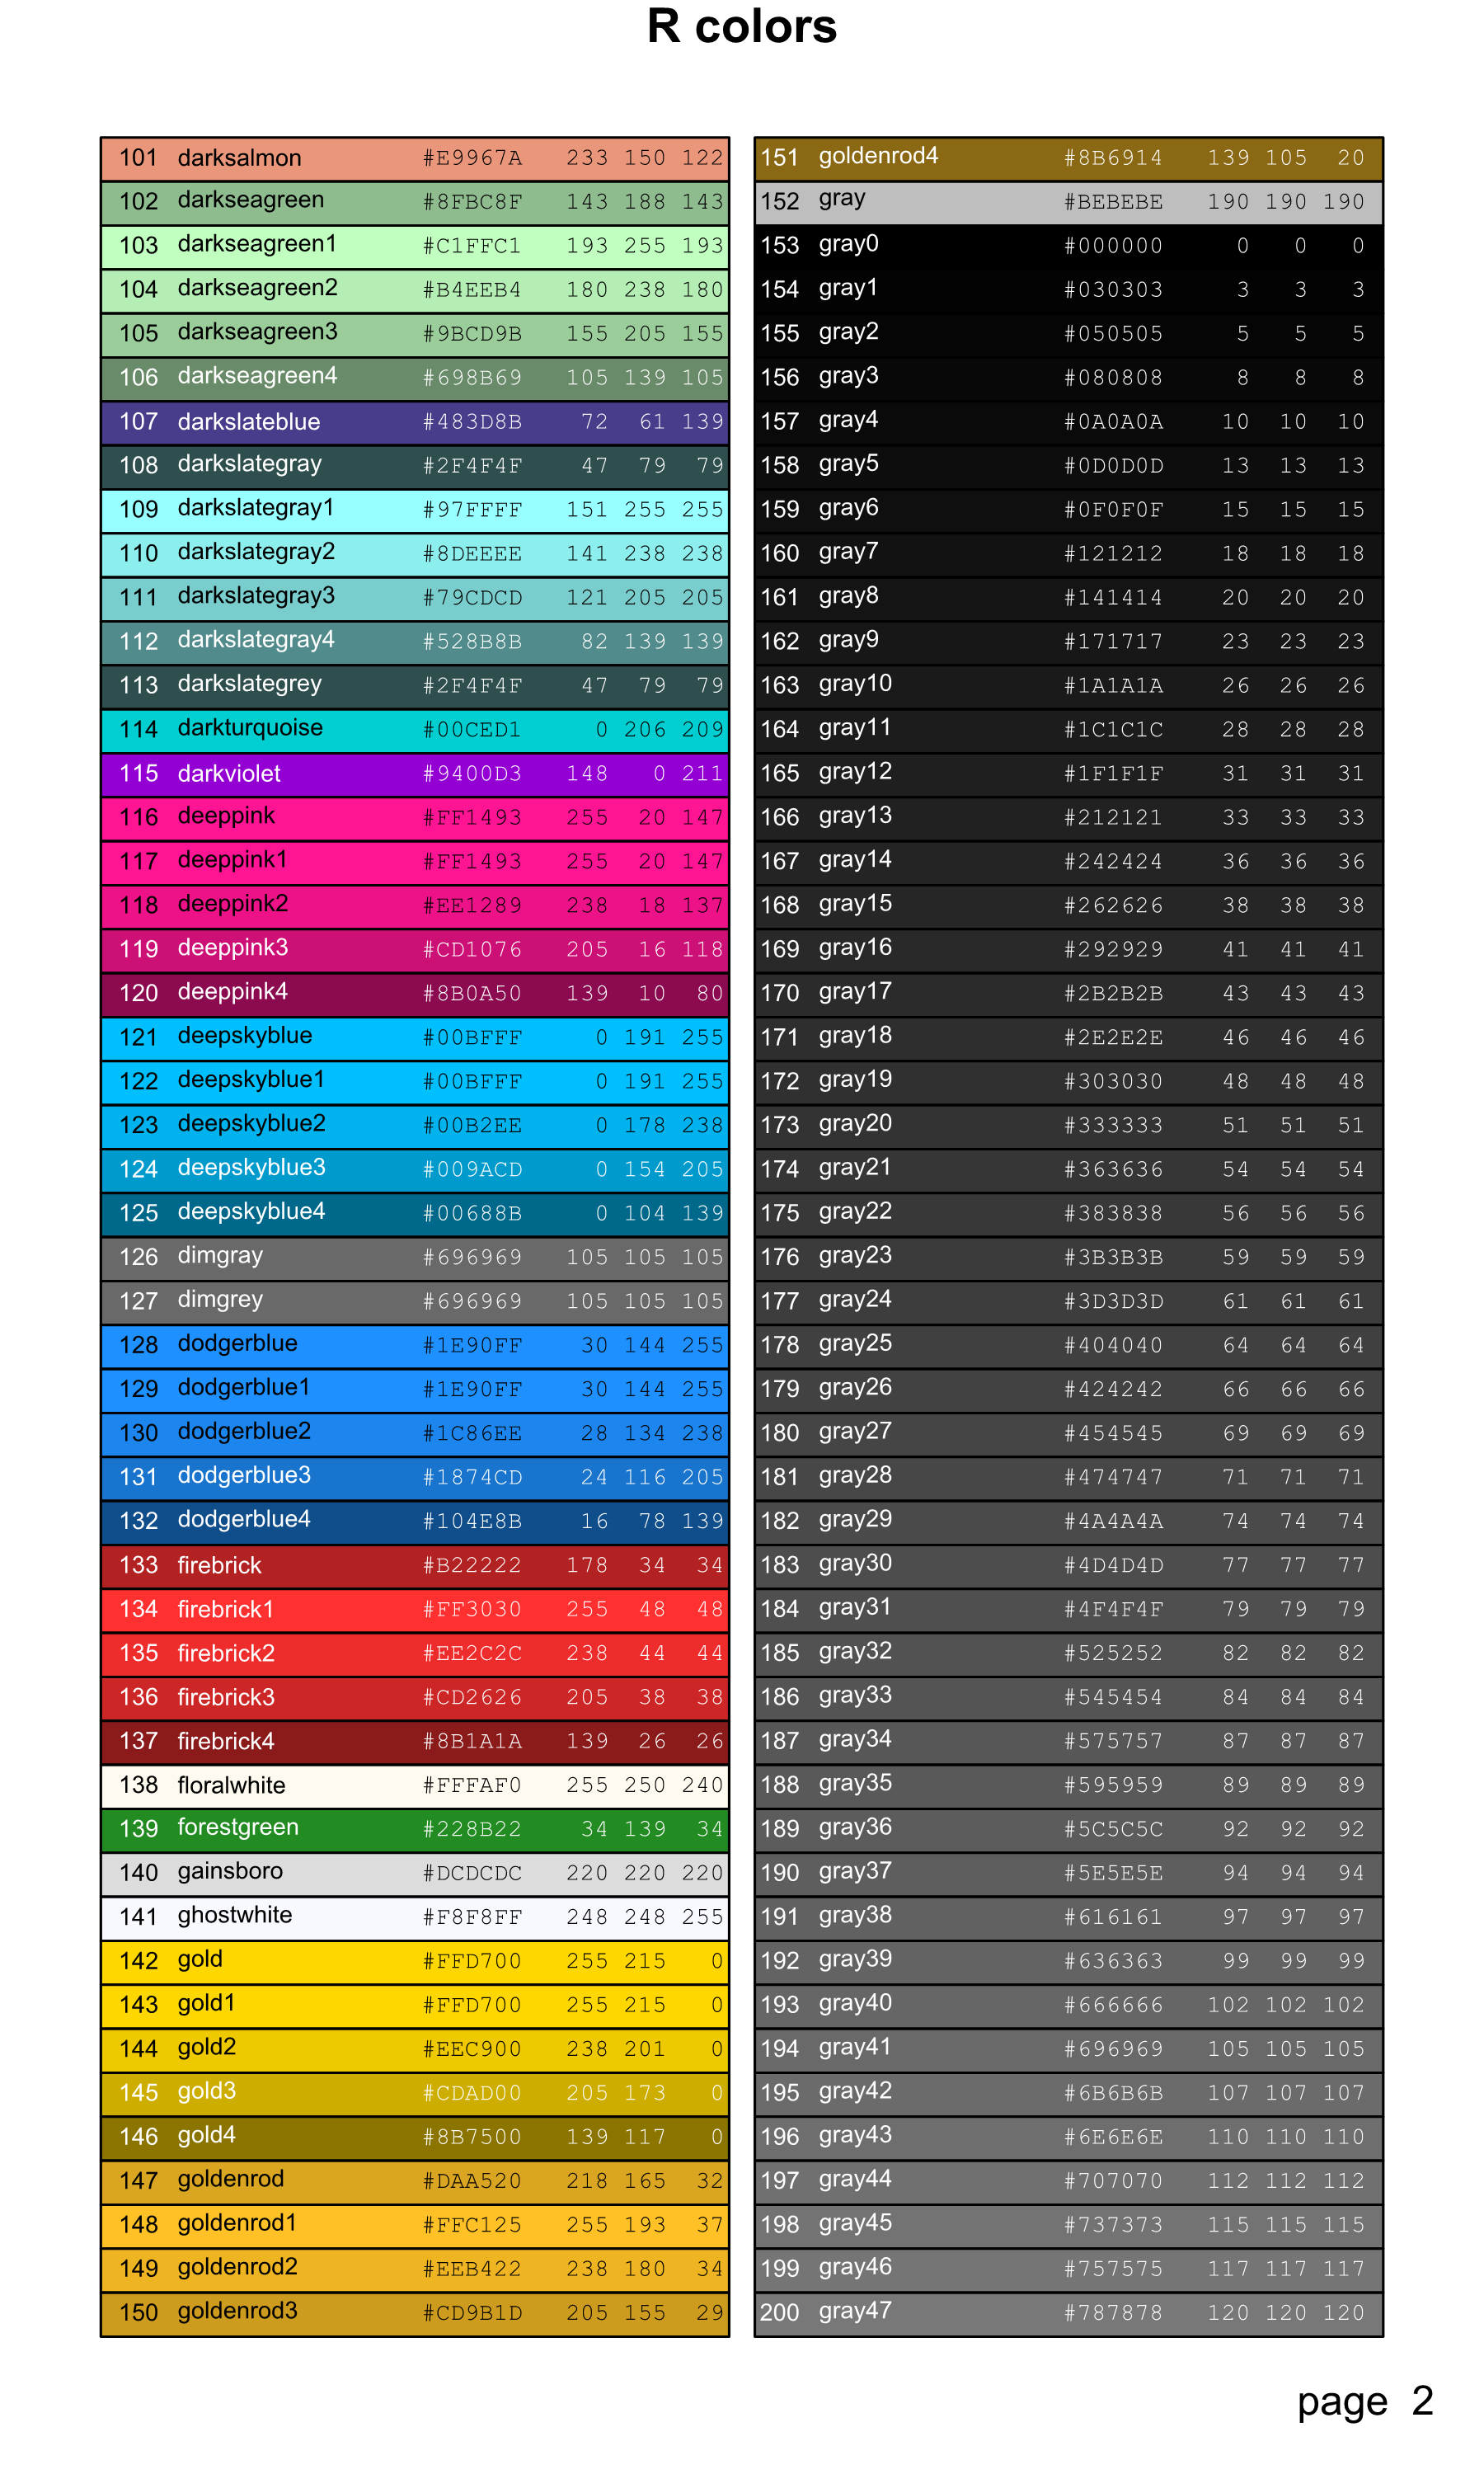 R colors
101 darksalmon #E9967A 233 150 122
102 darkseagreen #8FBC8F 143 188 143
103 darkseagreen1 #C1FFC1 193 255 193
104 darkseagreen2 #B4EEB4 180 238 180
105 darkseagreen3 #9BCD9B 155 205 155
106 darkseagreen4 #698B69 105 139 105
107 darkslateblue #483D8B 72 61 139
108 darkslategray #2F4F4F 47 79 79
109 darkslategray1 #97FFFF 151 255 255
110 darkslategray2 #8DEEEE 141 238 238
111 darkslategray3 #79CDCD 121 205 205
112 darkslategray4 #528B8B 82 139 139
113 darkslategrey #2F4F4F 47 79 79
114 darkturquoise #00CED1 0 206 209
115 darkviolet #9400D3 148 0 211
116 deeppink #FF1493 255 20 147
117 deeppink1 #FF1493 255 20 147
118 deeppink2 #EE1289 238 18 137
119 deeppink3 #CD1076 205 16 118
120 deeppink4 #8B0A50 139 10 80
121 deepskyblue #00BFFF 0 191 255
122 deepskyblue1 #00BFFF 0 191 255
123 deepskyblue2 #00B2EE 0 178 238
124 deepskyblue3 #009ACD 0 154 205
125 deepskyblue4 #00688B 0 104 139
126 dimgray #696969 105 105 105
127 dimgrey #696969 105 105 105
128 dodgerblue #1E90FF 30 144 255
129 dodgerblue1 #1E90FF 30 144 255
130 dodgerblue2 #1C86EE 28 134 238
131 dodgerblue3 #1874CD 24 116 205
132 dodgerblue4 #104E8B 16 78 139
133 firebrick #B22222 178 34 34
134 firebrick1 #FF3030 255 48 48
135 firebrick2 #EE2C2C 238 44 44
136 firebrick3 #CD2626 205 38 38
137 firebrick4 #8B1A1A 139 26 26
138 floralwhite #FFFAF0 255 250 240
139 forestgreen #228B22 34 139 34
140 gainsboro #DCDCDC 220 220 220
141 ghostwhite #F8F8FF 248 248 255
142 gold #FFD700 255 215 0
143 gold1 #FFD700 255 215 0
144 gold2 #EEC900 238 201 0
145 gold3 #CDAD00 205 173 0
146 gold4 #8B7500 139 117 0
147 goldenrod #DAA520 218 165 32
148 goldenrod1 #FFC125 255 193 37
149 goldenrod2 #EEB422 238 180 34
150 goldenrod3 #CD9B1D 205 155 29
151 goldenrod4 #8B6914 139 105 20
152 gray #BEBEBE 190 190 190
153 gray0 #000000 0 0 0
154 gray1 #030303 3 3 3
155 gray2 #050505 5 5 5
156 gray3 #080808 8 8 8
157 gray4 #0A0A0A 10 10 10
158 gray5 #0D0D0D 13 13 13
159 gray6 #0F0F0F 15 15 15
160 gray7 #121212 18 18 18
161 gray8 #141414 20 20 20
162 gray9 #171717 23 23 23
163 gray10 #1A1A1A 26 26 26
164 gray11 #1C1C1C 28 28 28
165 gray12 #1F1F1F 31 31 31
166 gray13 #212121 33 33 33
167 gray14 #242424 36 36 36
168 gray15 #262626 38 38 38
169 gray16 #292929 41 41 41
170 gray17 #2B2B2B 43 43 43
171 gray18 #2E2E2E 46 46 46
172 gray19 #303030 48 48 48
173 gray20 #333333 51 51 51
174 gray21 #363636 54 54 54
175 gray22 #383838 56 56 56
176 gray23 #3B3B3B 59 59 59
177 gray24 #3D3D3D 61 61 61
178 gray25 #404040 64 64 64
179 gray26 #424242 66 66 66
180 gray27 #454545 69 69 69
181 gray28 #474747 71 71 71
182 gray29 #4A4A4A 74 74 74
183 gray30 #4D4D4D 77 77 77
184 gray31 #4F4F4F 79 79 79
185 gray32 #525252 82 82 82
186 gray33 #545454 84 84 84
187 gray34 #575757 87 87 87
188 gray35 #595959 89 89 89
189 gray36 #5C5C5C 92 92 92
190 gray37 #5E5E5E 94 94 94
191 gray38 #616161 97 97 97
192 gray39 #636363 99 99 99
193 gray40 #666666 102 102 102
194 gray41 #696969 105 105 105
195 gray42 #6B6B6B 107 107 107
196 gray43 #6E6E6E 110 110 110
197 gray44 #707070 112 112 112
198 gray45 #737373 115 115 115
199 gray46 #757575 117 117 117
200 gray47 #787878 120 120 120
page 2